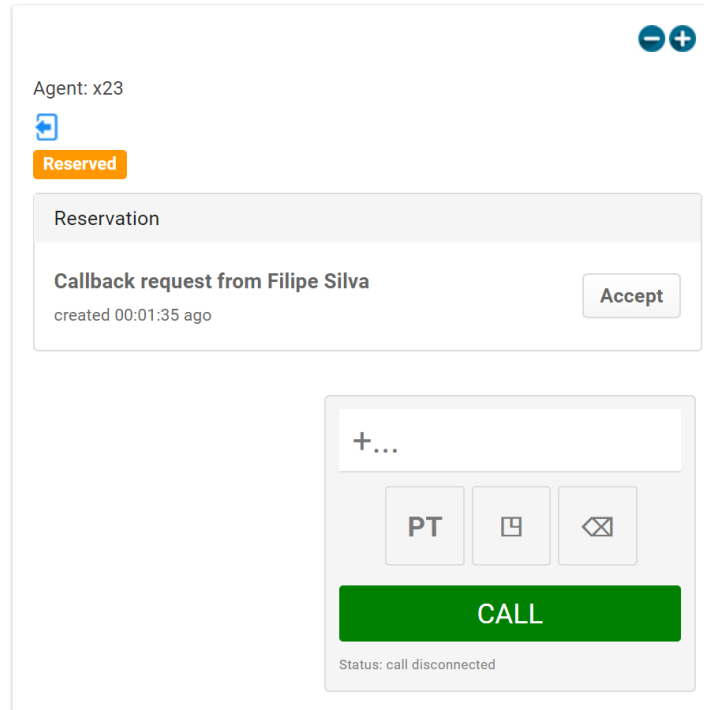 Agent: x23
Reserved
Reservation
Callback request from Filipe Silva
created 00:01:35 ago
Accept
+...
PT
CALL
Status: call disconnected